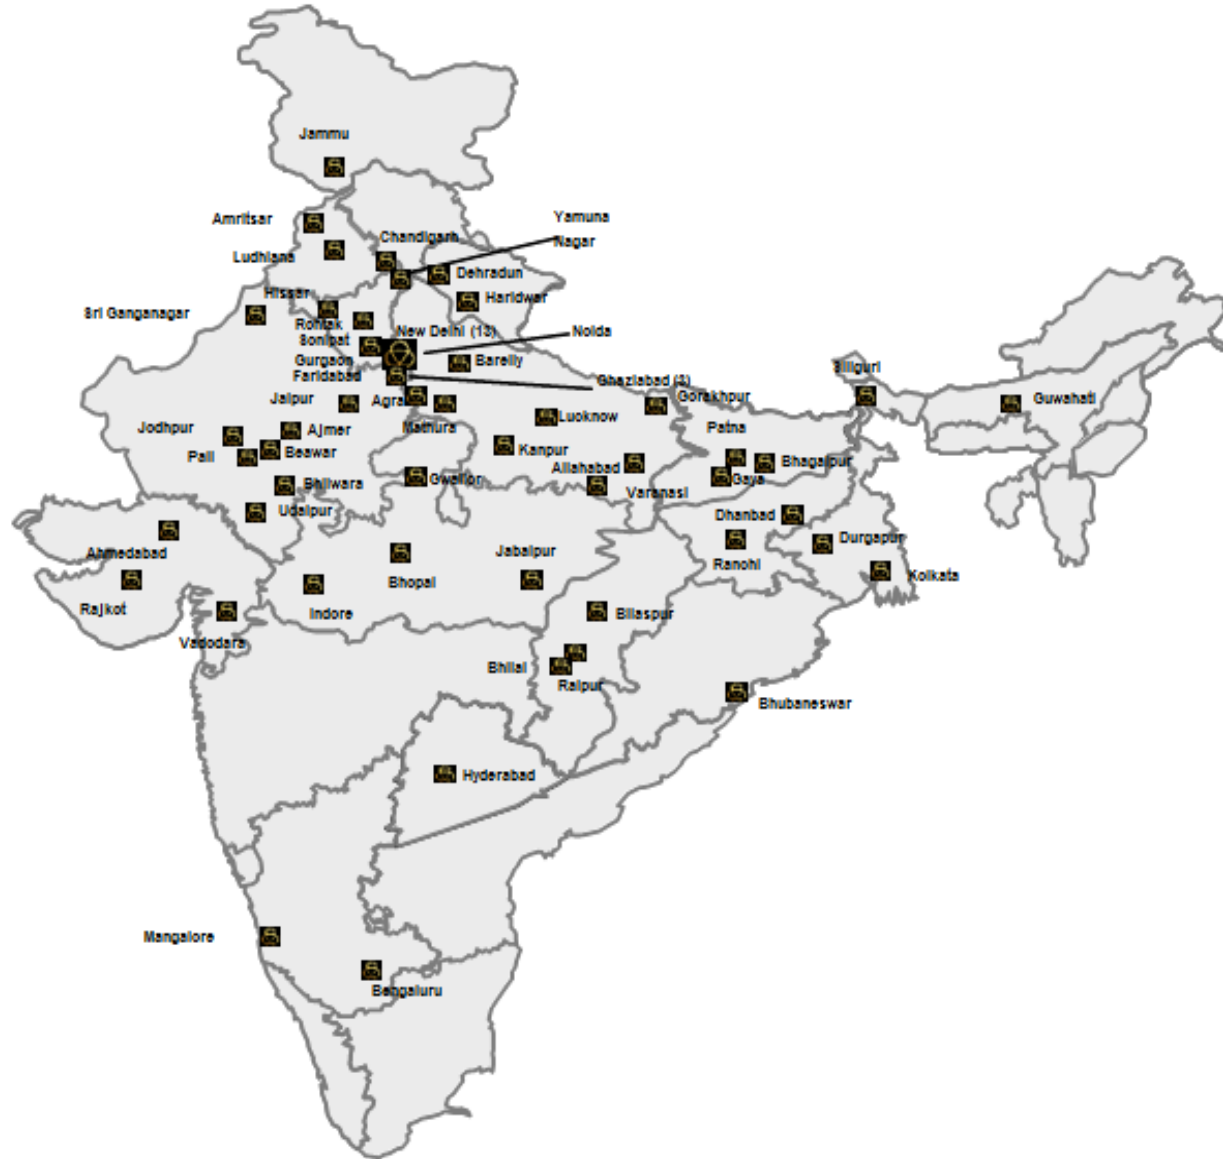 Jammu
Amritsar
Yamuna
Nagar
Chandigarh
Ludhiana
Dehradun
Hissar
Haridwar
Sri Ganganagar
Rohtak
New Delhi (13)
Noida
Sonipat
Gurgaon
Bareilly
Faridabad
Ghaziabad (3)
Siliguri
Jaipur
Agra
Gorakhpur
Guwahati
Lucknow
Jodhpur
Ajmer
Mathura
Patna
Pali
Beawar
Kanpur
Allahabad
Bhagalpur
Bhilwara
Gwalior
Gaya
Varanasi
Udaipur
Dhanbad
Ahmedabad
Jabalpur
Durgapur
Bhopal
Ranchi
Kolkata
Rajkot
Indore
Bilaspur
Vadodara
Bhilai
Raipur
Bhubaneswar
Hyderabad
Mangalore
Bengaluru